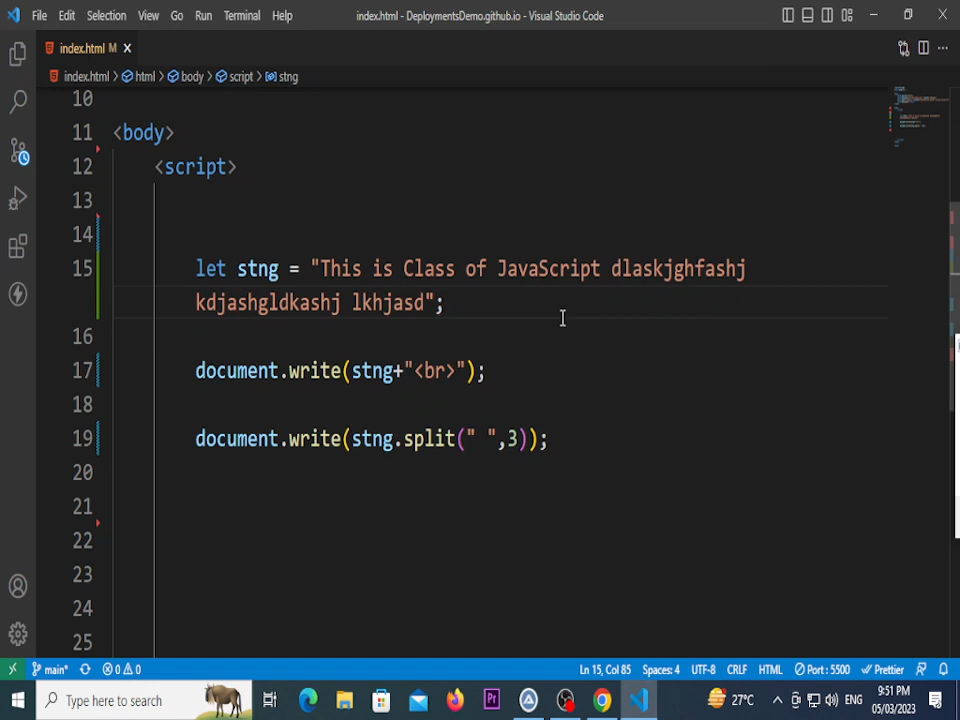 File Edit Selection View Go Run Terminal Help index.html - DeploymentsDemo.github.io - Visual Studio Code
index.html M
index.html > html > body > script > stng
10
11 <body>
12 <script>
13
14
15 let stng = "This is Class of JavaScript dlaskjghfashj
kdjashgldkashj lkhjasd";
16
17 document.write(stng+"<br>");
18
19 document.write(stng.split(" ",3));
20
21
22
23
24
25
main* 0 0 Ln 15, Col 85 Spaces: 4 UTF-8 CRLF HTML Port : 5500 Prettier
Type here to search 27°C ENG 9:51 PM
05/03/2023